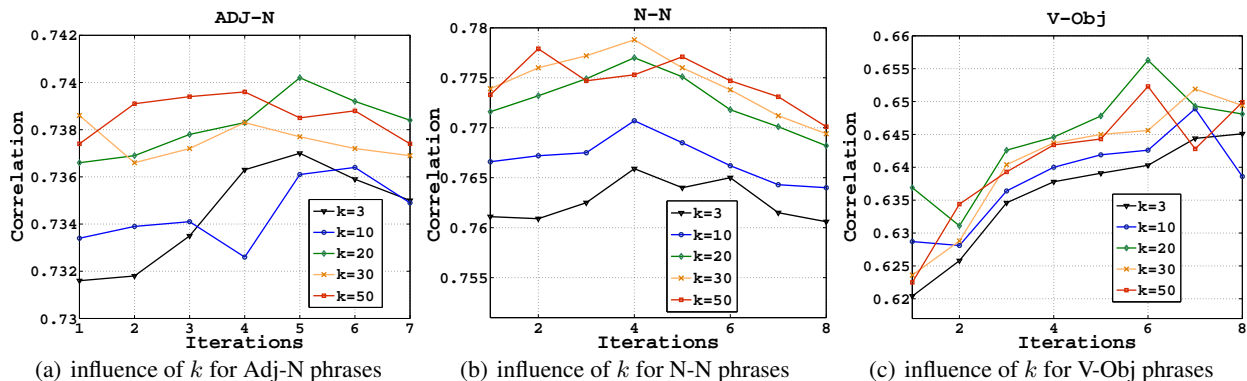 ADJ-N
0.742
0.74
0.738
0.736
0.734
0.732
0.73
Correlation
1 2 3 4 5 6 7
Iterations
k=3
k=10
k=20
k=30
k=50
(a) influence of k for Adj-N phrases
N-N
0.78
0.775
0.77
0.765
0.76
0.755
Correlation
2 4 6 8
Iterations
k=3
k=10
k=20
k=30
k=50
(b) influence of k for N-N phrases
V-Obj
0.66
0.655
0.65
0.645
0.64
0.635
0.63
0.625
0.62
Correlation
2 4 6 8
Iterations
k=3
k=10
k=20
k=30
k=50
(c) influence of k for V-Obj phrases